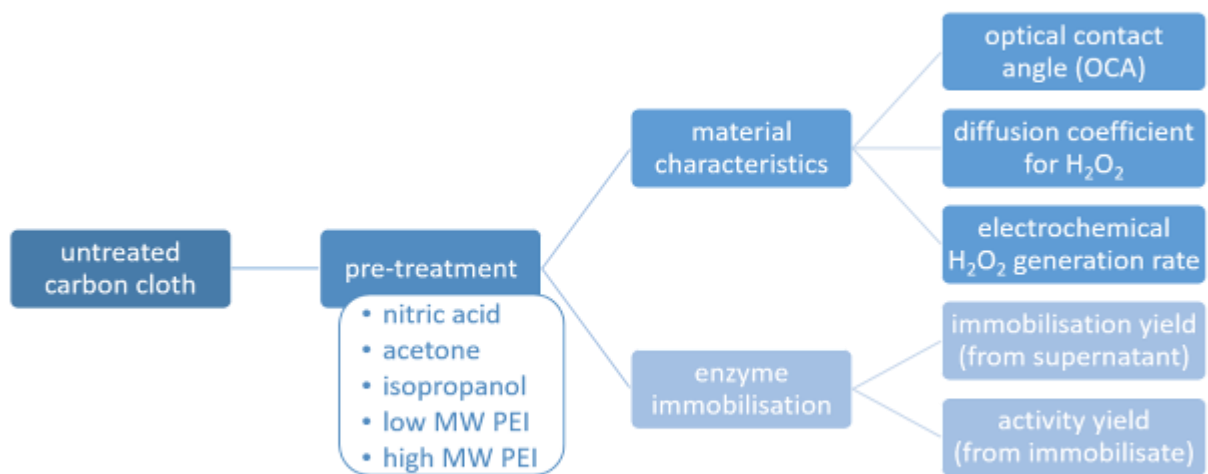 untreated
carbon cloth
pre-treatment
• nitric acid
• acetone
• isopropanol
• low MW PEI
• high MW PEI
material
characteristics
optical contact
angle (OCA)
diffusion coefficient
for H₂O₂
electrochemical
H₂O₂ generation rate
enzyme
immobilisation
immobilisation yield
(from supernatant)
activity yield
(from immobilisate)